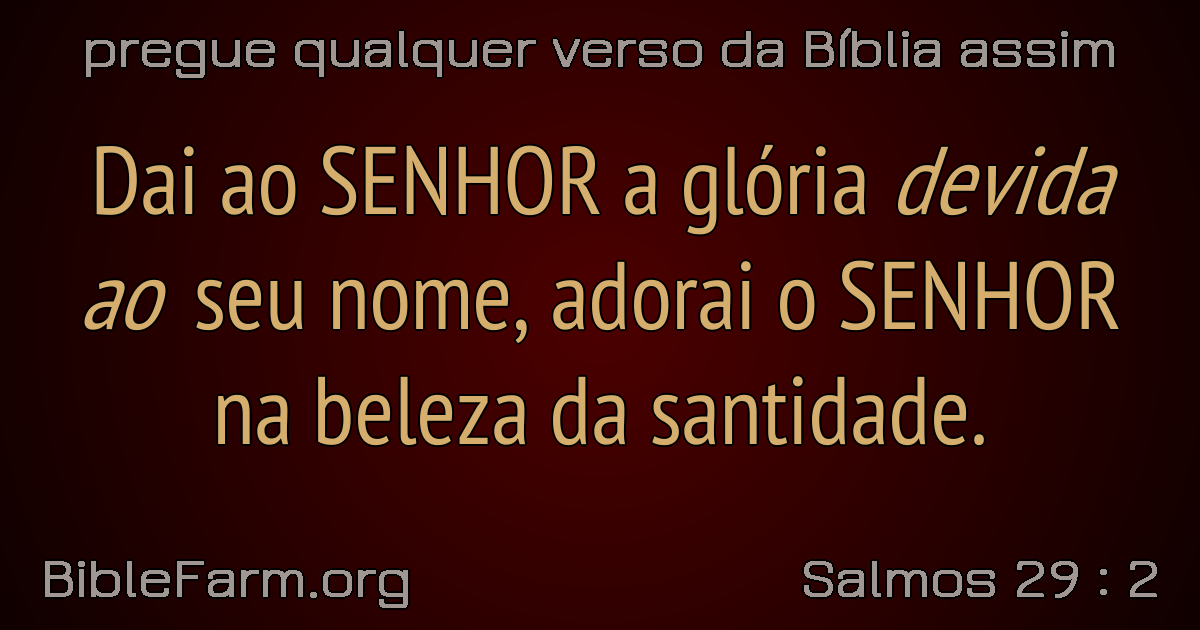 pregue qualquer verso da Bíblia assim
Dai ao SENHOR a glória devida
ao seu nome, adorai o SENHOR
na beleza da santidade.
BibleFarm.org
Salmos 29 : 2